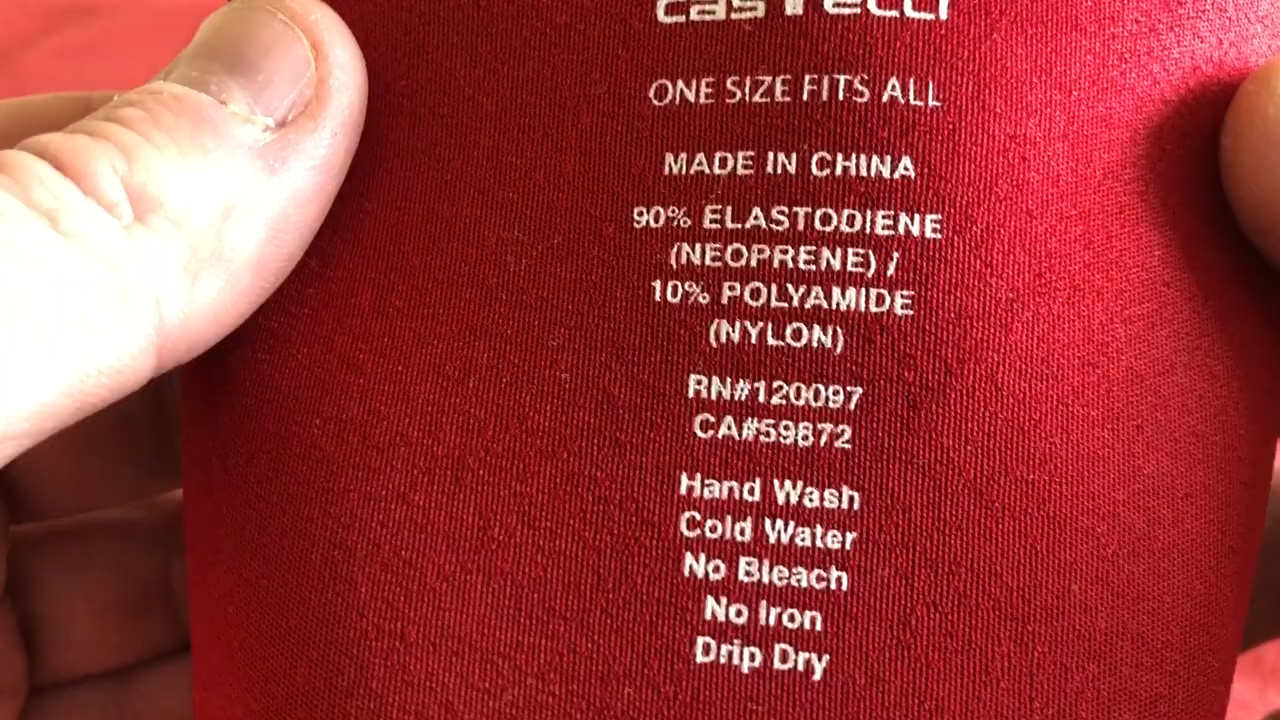 castelli
ONE SIZE FITS ALL
MADE IN CHINA
90% ELASTODIENE
(NEOPRENE) /
10% POLYAMIDE
(NYLON)
RN#120097
CA#59872
Hand Wash
Cold Water
No Bleach
No Iron
Drip Dry